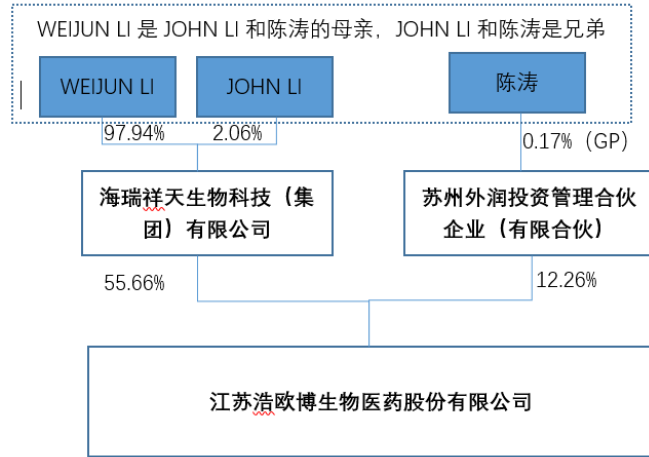 WEIJUN LI 是 JOHN LI 和陈涛的母亲，JOHN LI 和陈涛是兄弟
WEIJUN LI
JOHN LI
陈涛
97.94%
2.06%
0.17%（GP）
海瑞祥天生物科技（集
团）有限公司
苏州外润投资管理合伙
企业（有限合伙）
55.66%
12.26%
江苏浩欧博生物医药股份有限公司